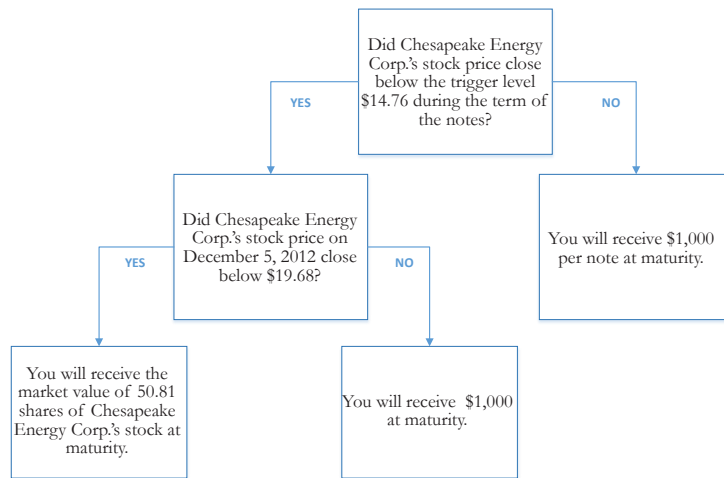 Did Chesapeake Energy
Corp.'s stock price close
below the trigger level
$14.76 during the term of
the notes?
YES
NO
Did Chesapeake Energy
Corp.'s stock price on
December 5, 2012 close
below $19.68?
You will receive $1,000
per note at maturity.
YES
NO
You will receive the
market value of 50.81
shares of Chesapeake
Energy Corp.'s stock at
maturity.
You will receive $1,000
at maturity.